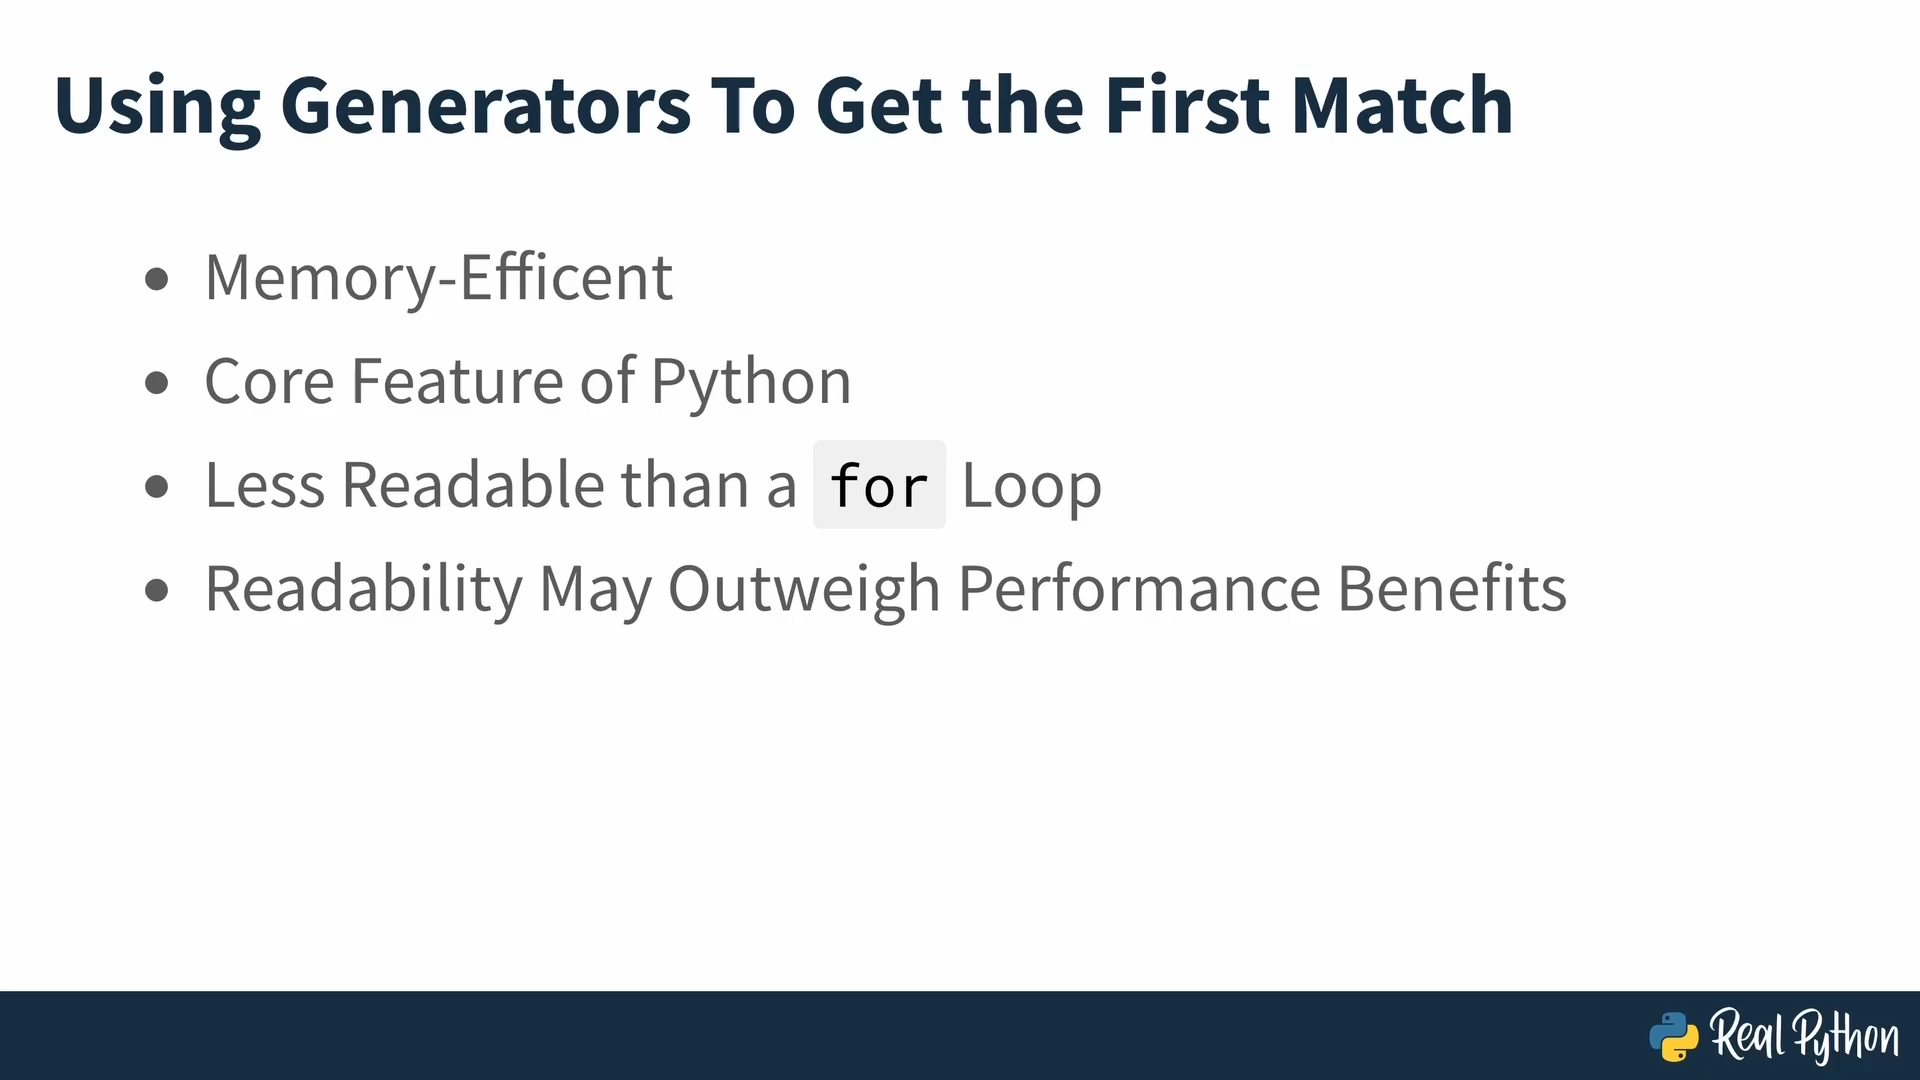 Using Generators To Get the First Match
• Memory-Efficent
• Core Feature of Python
• Less Readable than a for Loop
• Readability May Outweigh Performance Benefits
Real Python